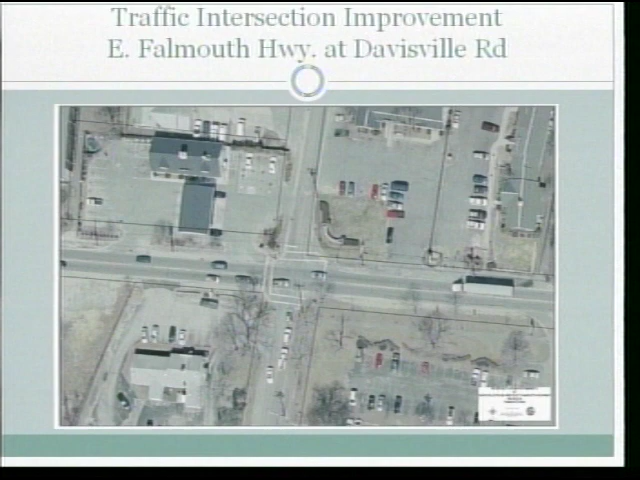 Traffic Intersection Improvement
E. Falmouth Hwy. at Davisville Rd